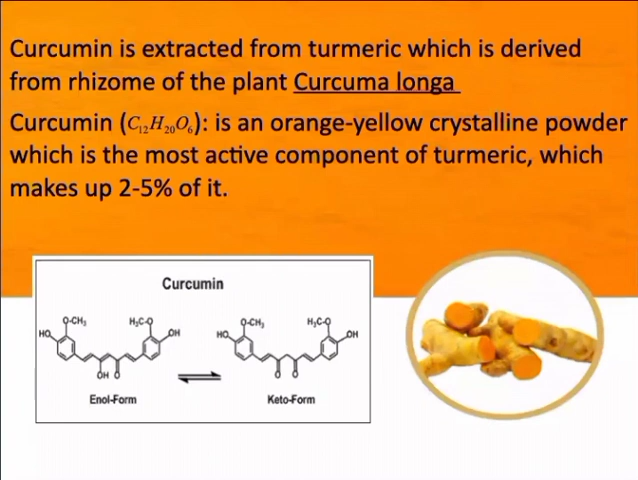 Curcumin is extracted from turmeric which is derived
from rhizome of the plant Curcuma longa
Curcumin (C₁₂H₂₀O₆): is an orange-yellow crystalline powder
which is the most active component of turmeric, which
makes up 2-5% of it.
Curcumin
O-CH₃ H₃C-O O-CH₃ H₃C-O
HO OH HO OH
OH O O O
Enol-Form Keto-Form